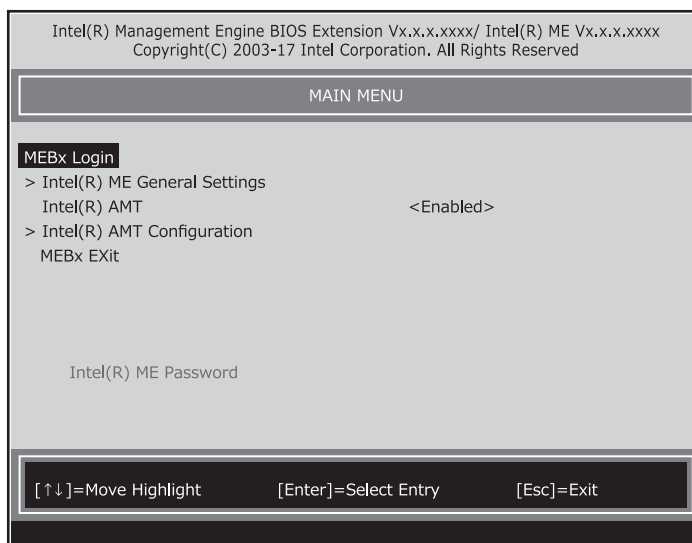 Intel(R) Management Engine BIOS Extension Vx.x.x.xxxx/ Intel(R) ME Vx.x.x.xxxx
Copyright(C) 2003-17 Intel Corporation. All Rights Reserved
MAIN MENU
MEBx Login
> Intel(R) ME General Settings
Intel(R) AMT <Enabled>
> Intel(R) AMT Configuration
MEBx EXit
Intel(R) ME Password
[↑↓]=Move Highlight [Enter]=Select Entry [Esc]=Exit